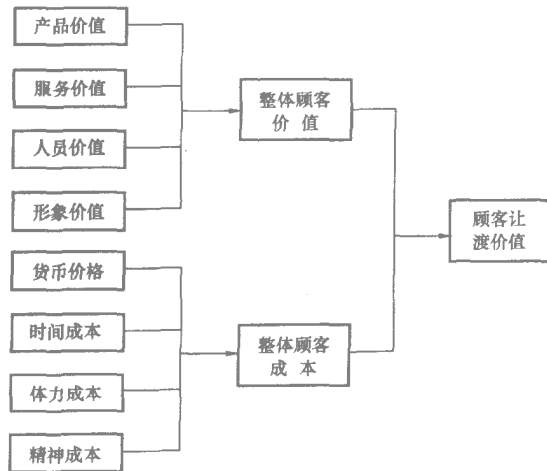 产品价值
服务价值
人员价值
形象价值
货币价格
时间成本
体力成本
精神成本
整体顾客
价 值
整体顾客
成 本
顾客让
渡价值